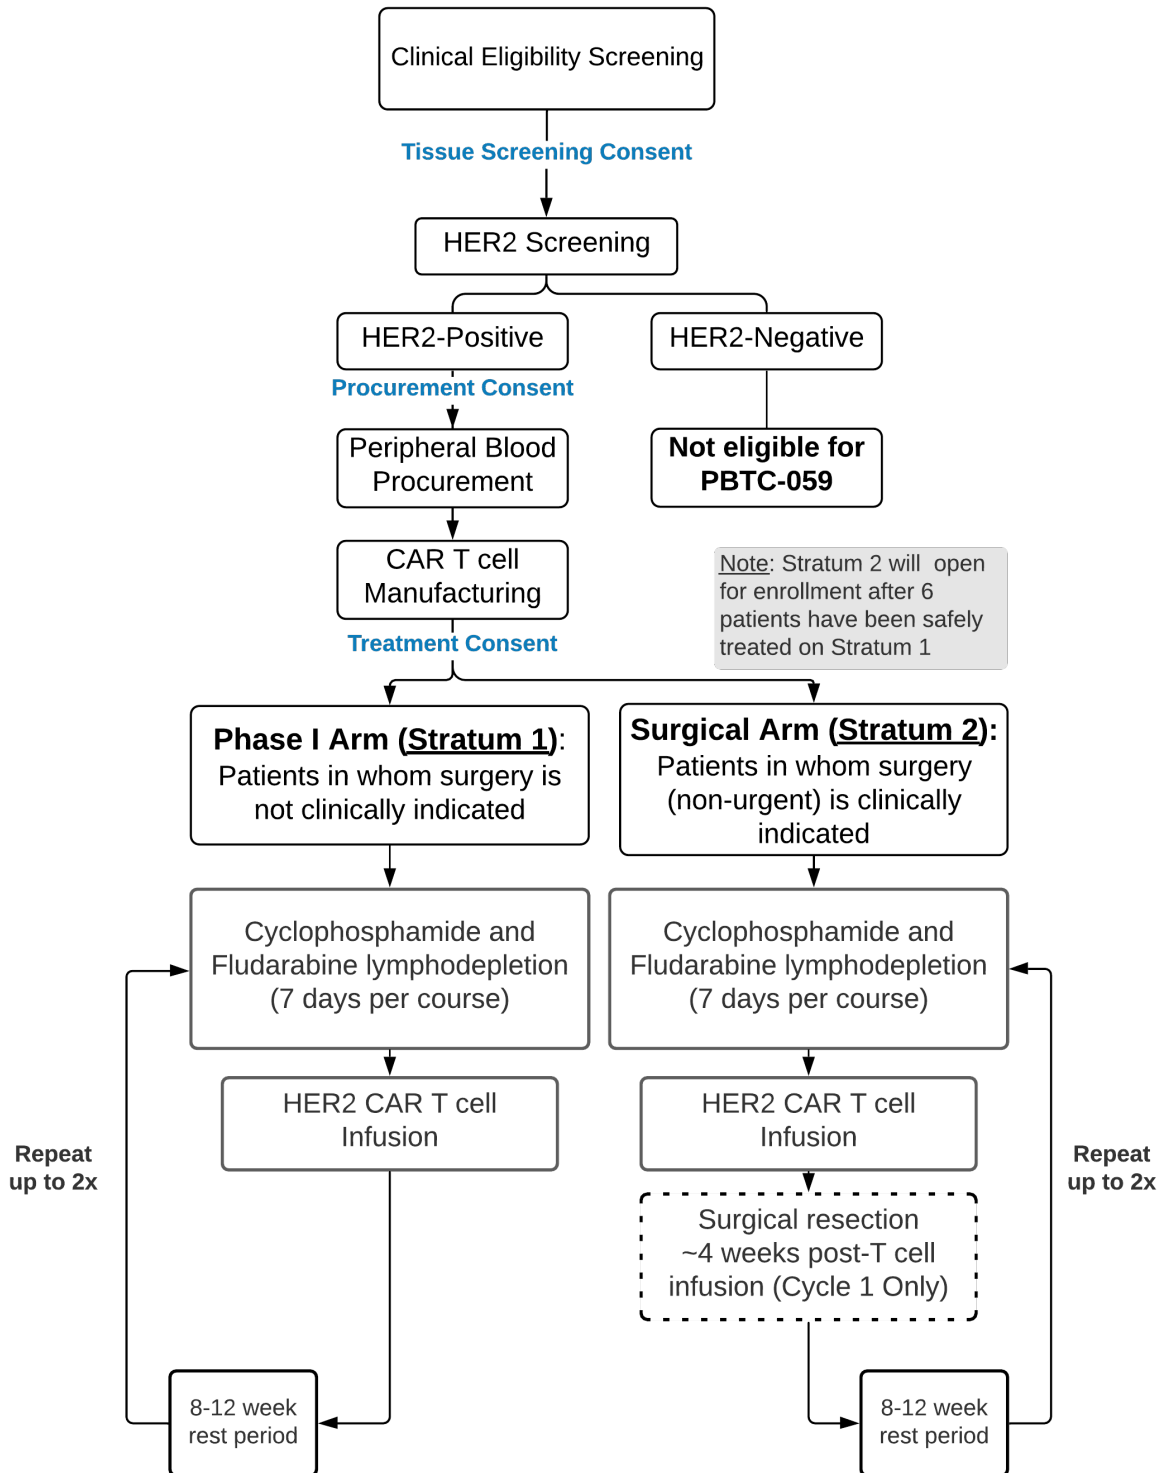 Clinical Eligibility Screening
Tissue Screening Consent
HER2 Screening
HER2-Positive
HER2-Negative
Procurement Consent
Peripheral Blood
Procurement
Not eligible for
PBTC-059
CAR T cell
Manufacturing
Note: Stratum 2 will open
for enrollment after 6
patients have been safely
treated on Stratum 1
Treatment Consent
Phase I Arm (Stratum 1):
Patients in whom surgery is
not clinically indicated
Surgical Arm (Stratum 2):
Patients in whom surgery
(non-urgent) is clinically
indicated
Cyclophosphamide and
Fludarabine lymphodepletion
(7 days per course)
Cyclophosphamide and
Fludarabine lymphodepletion
(7 days per course)
HER2 CAR T cell
Infusion
HER2 CAR T cell
Infusion
Repeat
up to 2x
Repeat
up to 2x
Surgical resection
~4 weeks post-T cell
infusion (Cycle 1 Only)
8-12 week
rest period
8-12 week
rest period